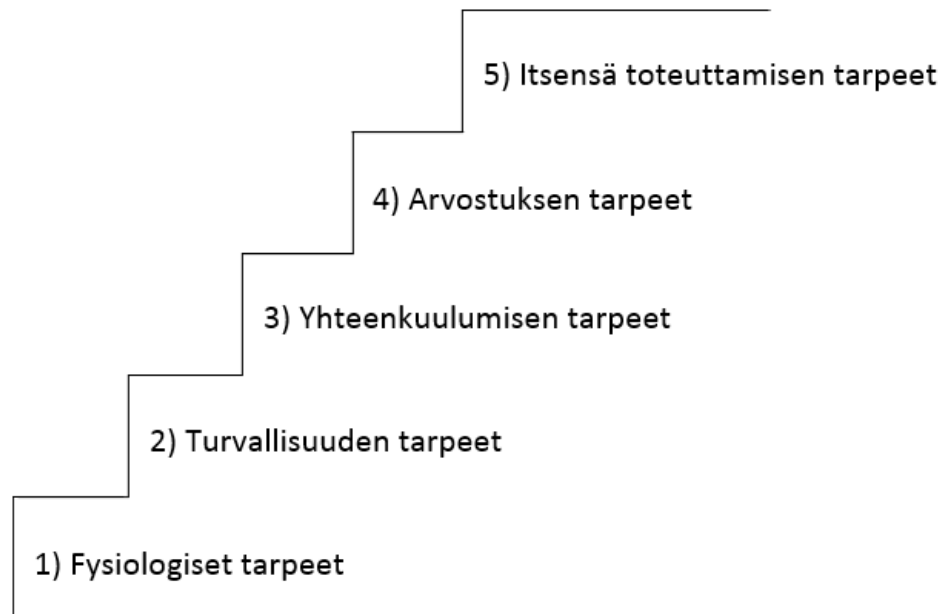 5) Itsensä toteuttamisen tarpeet
4) Arvostuksen tarpeet
3) Yhteenkuulumisen tarpeet
2) Turvallisuuden tarpeet
1) Fysiologiset tarpeet